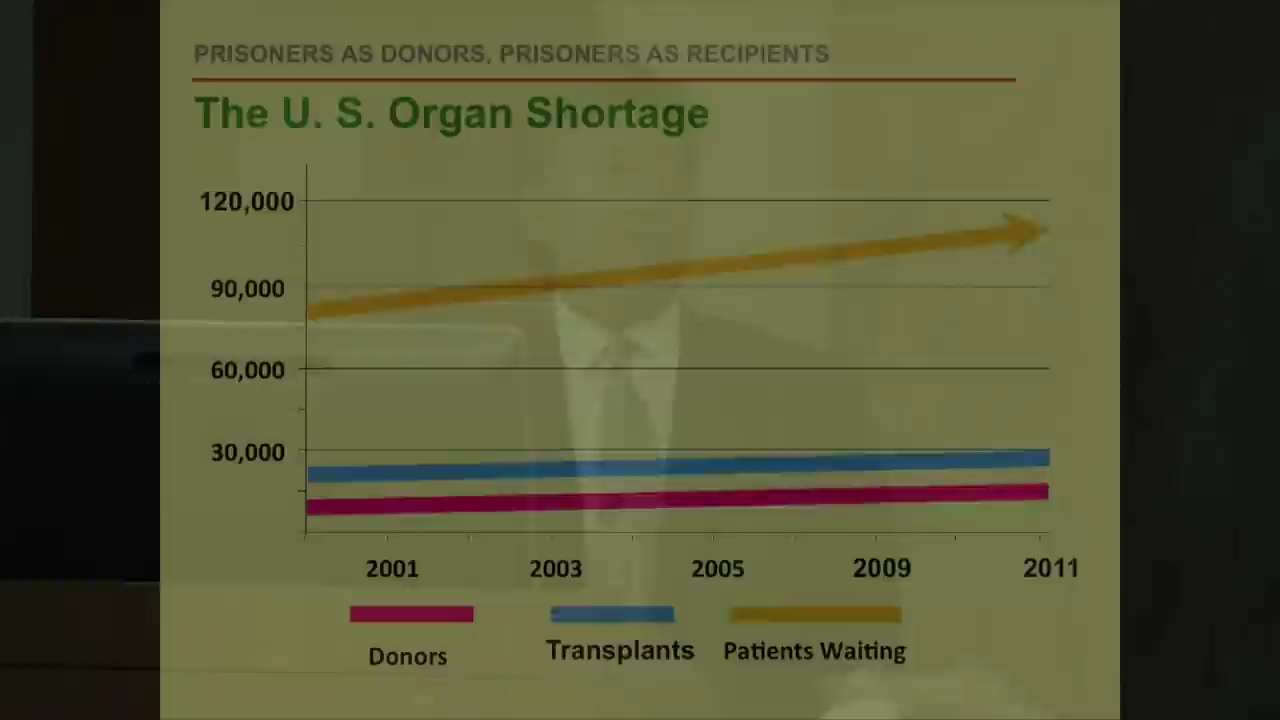 PRISONERS AS DONORS, PRISONERS AS RECIPIENTS
The U. S. Organ Shortage
120,000
90,000
60,000
30,000
2001 2003 2005 2009 2011
Donors Transplants Patients Waiting